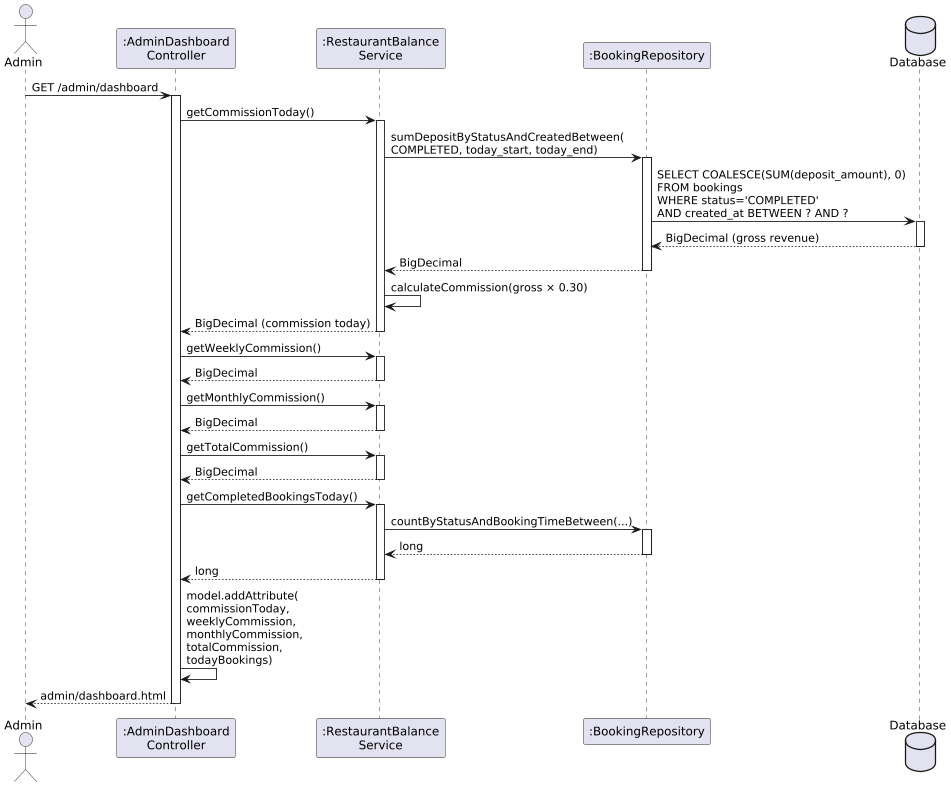 Admin
:AdminDashboard
Controller
:RestaurantBalance
Service
:BookingRepository
Database
GET /admin/dashboard
getCommissionToday()
sumDepositByStatusAndCreatedBetween(
COMPLETED, today_start, today_end)
SELECT COALESCE(SUM(deposit_amount), 0)
FROM bookings
WHERE status='COMPLETED'
AND created_at BETWEEN ? AND ?
BigDecimal (gross revenue)
BigDecimal
calculateCommission(gross × 0.30)
BigDecimal (commission today)
getWeeklyCommission()
BigDecimal
getMonthlyCommission()
BigDecimal
getTotalCommission()
BigDecimal
getCompletedBookingsToday()
countByStatusAndBookingTimeBetween(...)
long
long
model.addAttribute(
commissionToday,
weeklyCommission,
monthlyCommission,
totalCommission,
todayBookings)
admin/dashboard.html
Admin
:AdminDashboard
Controller
:RestaurantBalance
Service
:BookingRepository
Database